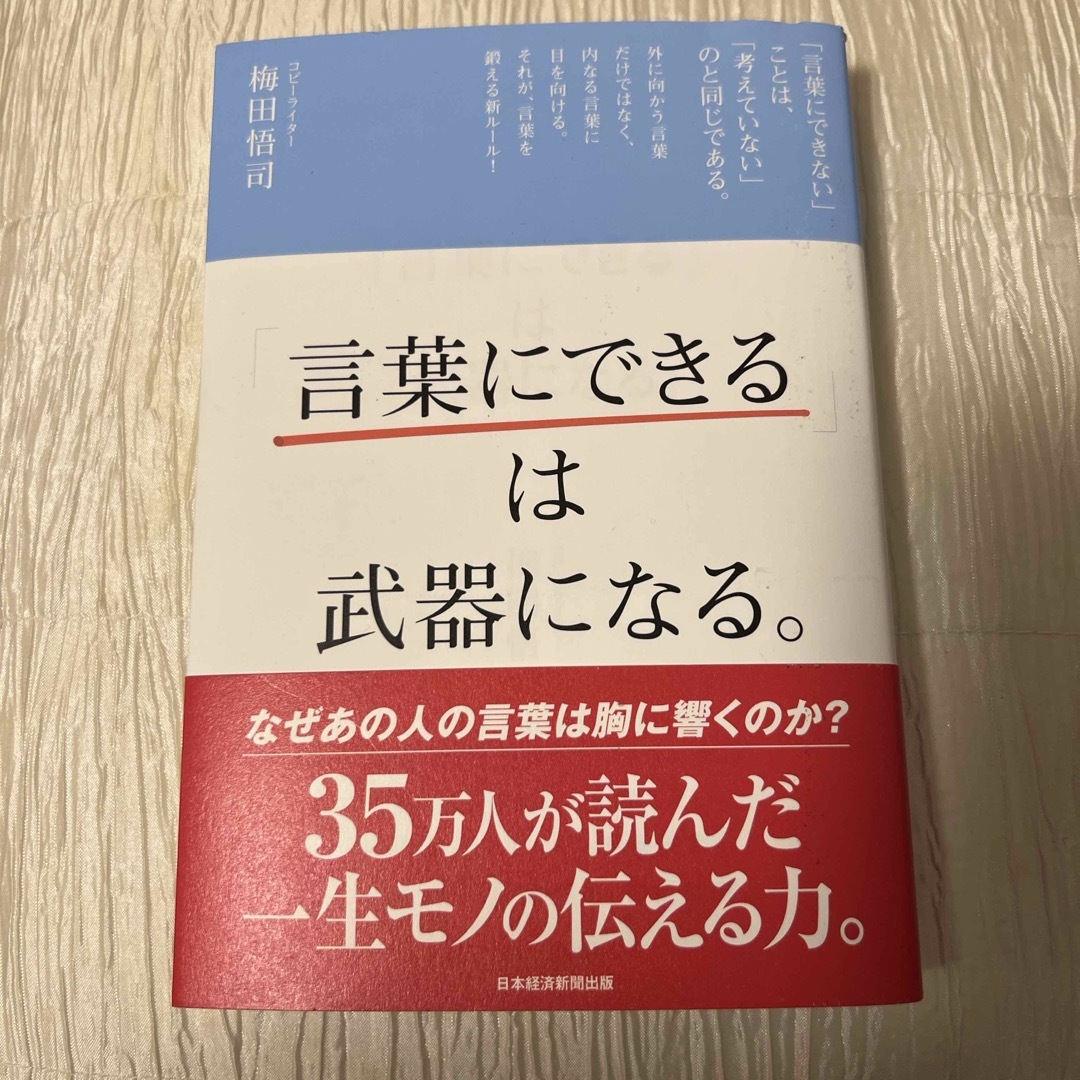 「言葉にできない」
ことは、
「考えていない」
のと同じである。
外に向かう言葉
だけではなく、
内なる言葉に
目を向ける。
それが、言葉を
鍛える新ルール!
コピーライター
梅田悟司
「言葉にできる」
は
武器になる。
なぜあの人の言葉は胸に響くのか?
35万人が読んだ
一生モノの伝える力。
日本経済新聞出版